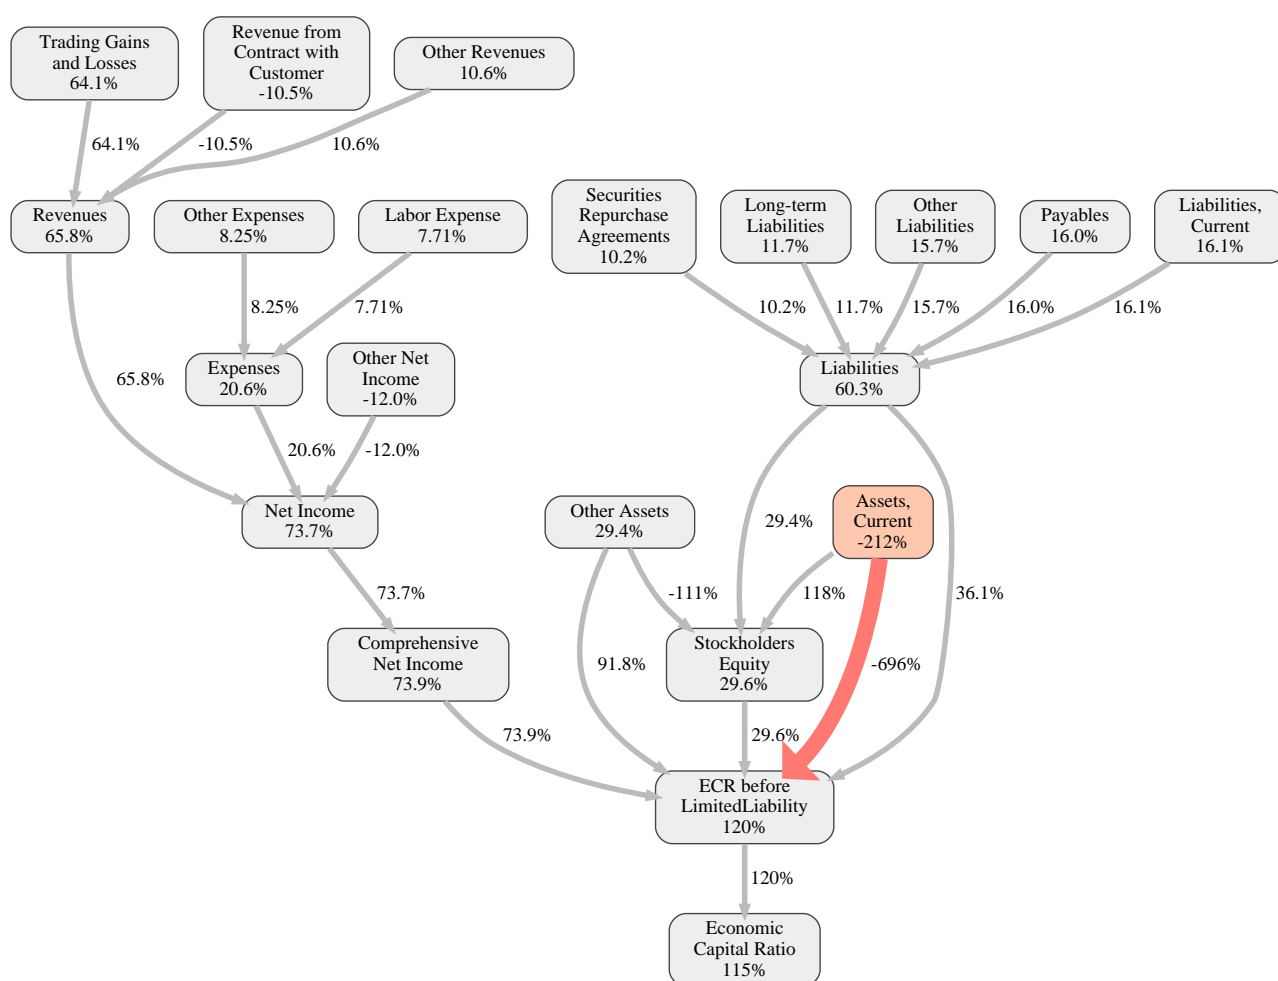 Trading Gains
and Losses
64.1%
Revenue from
Contract with
Customer
-10.5%
Other Revenues
10.6%
64.1%
-10.5%
10.6%
Revenues
65.8%
Other Expenses
8.25%
Labor Expense
7.71%
Securities
Repurchase
Agreements
10.2%
Long-term
Liabilities
11.7%
Other
Liabilities
15.7%
Payables
16.0%
Liabilities,
Current
16.1%
8.25%
7.71%
10.2%
11.7%
15.7%
16.0%
16.1%
65.8%
Expenses
20.6%
Other Net
Income
-12.0%
Liabilities
60.3%
20.6%
-12.0%
Net Income
73.7%
Other Assets
29.4%
29.4%
Assets,
Current
-212%
73.7%
-111%
118%
36.1%
Comprehensive
Net Income
73.9%
91.8%
Stockholders
Equity
29.6%
-696%
73.9%
29.6%
ECR before
LimitedLiability
120%
120%
Economic
Capital Ratio
115%